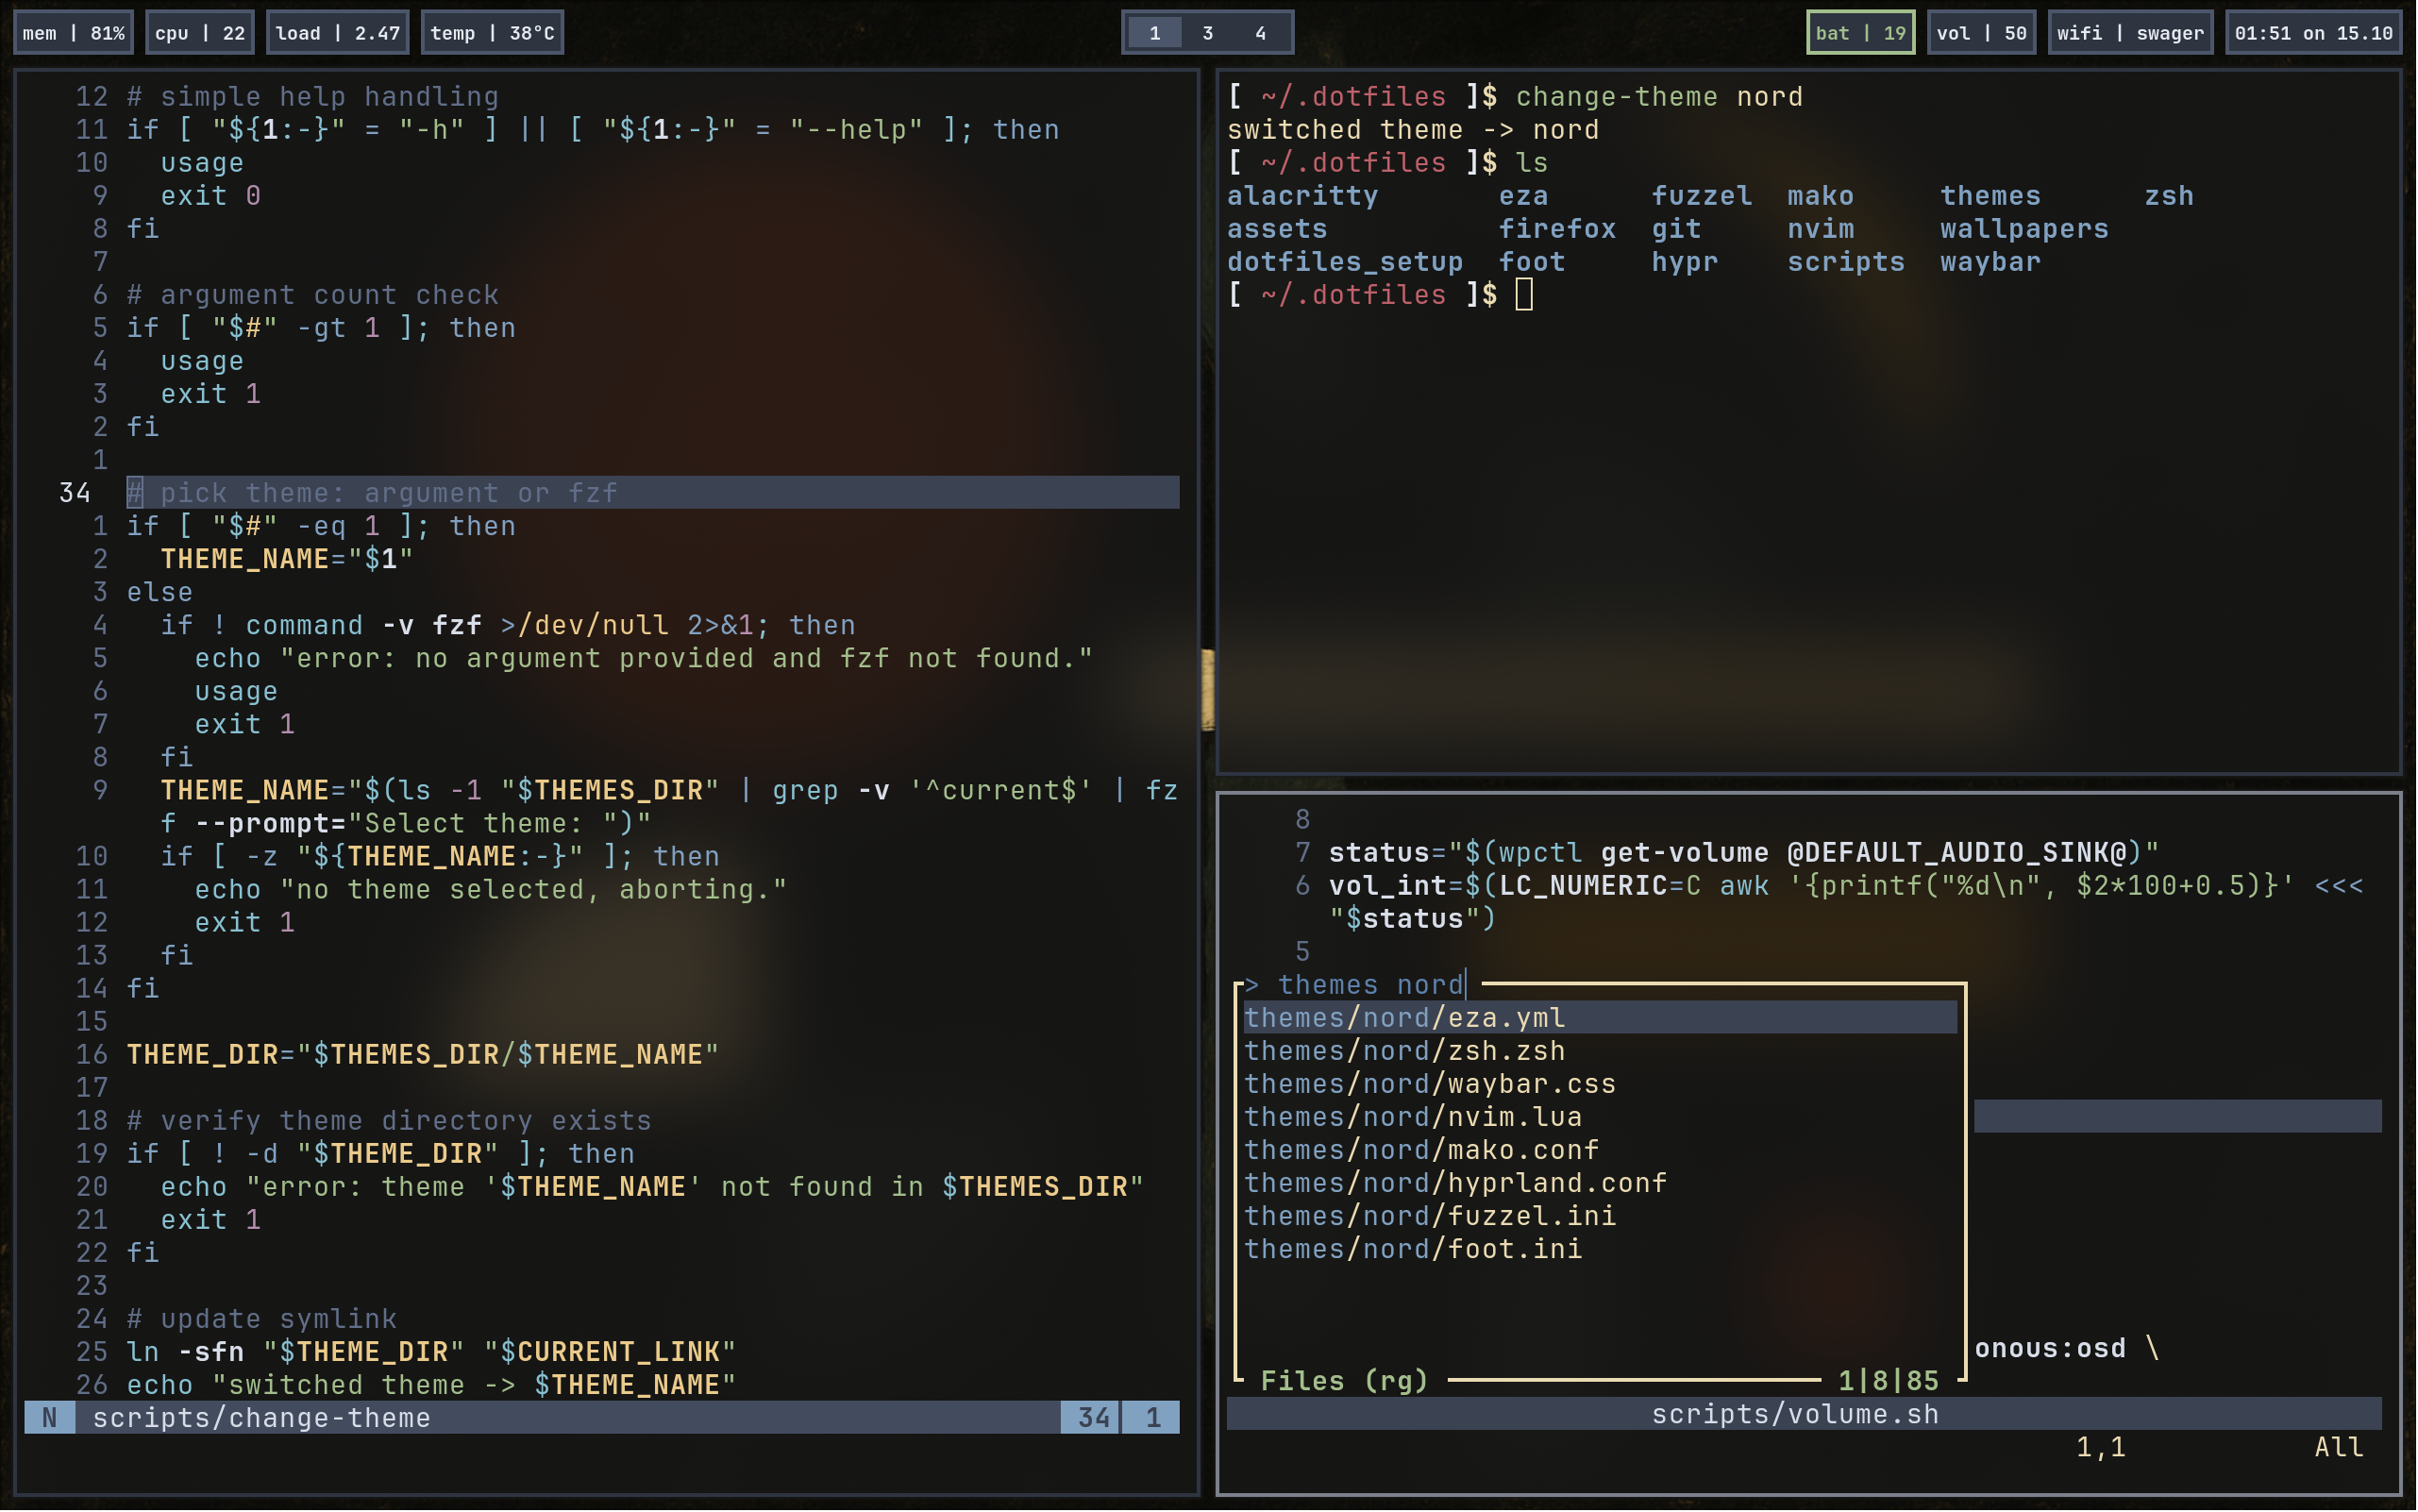 mem | 81% cpu | 22 load | 2.47 temp | 38°C 1 3 4 bat | 19 vol | 50 wifi | swager 01:51 on 15.10
12 # simple help handling
11 if [ "${1:-}" = "-h" ] || [ "${1:-}" = "--help" ]; then
10   usage
9   exit 0
8 fi
7
6 # argument count check
5 if [ "$#" -gt 1 ]; then
4   usage
3   exit 1
2 fi
1
34 # pick theme: argument or fzf
1 if [ "$#" -eq 1 ]; then
2   THEME_NAME="$1"
3 else
4   if ! command -v fzf >/dev/null 2>&1; then
5     echo "error: no argument provided and fzf not found."
6     usage
7     exit 1
8   fi
9   THEME_NAME="$(ls -1 "$THEMES_DIR" | grep -v '^current$' | fz
f --prompt="Select theme: ")"
10   if [ -z "${THEME_NAME:-}" ]; then
11     echo "no theme selected, aborting."
12     exit 1
13   fi
14 fi
15
16 THEME_DIR="$THEMES_DIR/$THEME_NAME"
17
18 # verify theme directory exists
19 if [ ! -d "$THEME_DIR" ]; then
20   echo "error: theme '$THEME_NAME' not found in $THEMES_DIR"
21   exit 1
22 fi
23
24 # update symlink
25 ln -sfn "$THEME_DIR" "$CURRENT_LINK"
26 echo "switched theme -> $THEME_NAME"
N scripts/change-theme 34 1
[ ~/.dotfiles ]$ change-theme nord
switched theme -> nord
[ ~/.dotfiles ]$ ls
alacritty eza fuzzel mako themes zsh
assets firefox git nvim wallpapers
dotfiles_setup foot hypr scripts waybar
[ ~/.dotfiles ]$
8
7 status="$(wpctl get-volume @DEFAULT_AUDIO_SINK@)"
6 vol_int=$(LC_NUMERIC=C awk '{printf("%d\n", $2*100+0.5)}' <<<
"$status")
5
> themes nord
themes/nord/eza.yml
themes/nord/zsh.zsh
themes/nord/waybar.css
themes/nord/nvim.lua
themes/nord/mako.conf
themes/nord/hyprland.conf
themes/nord/fuzzel.ini
themes/nord/foot.ini
onous:osd \
Files (rg) 1|8|85
scripts/volume.sh
1,1 All